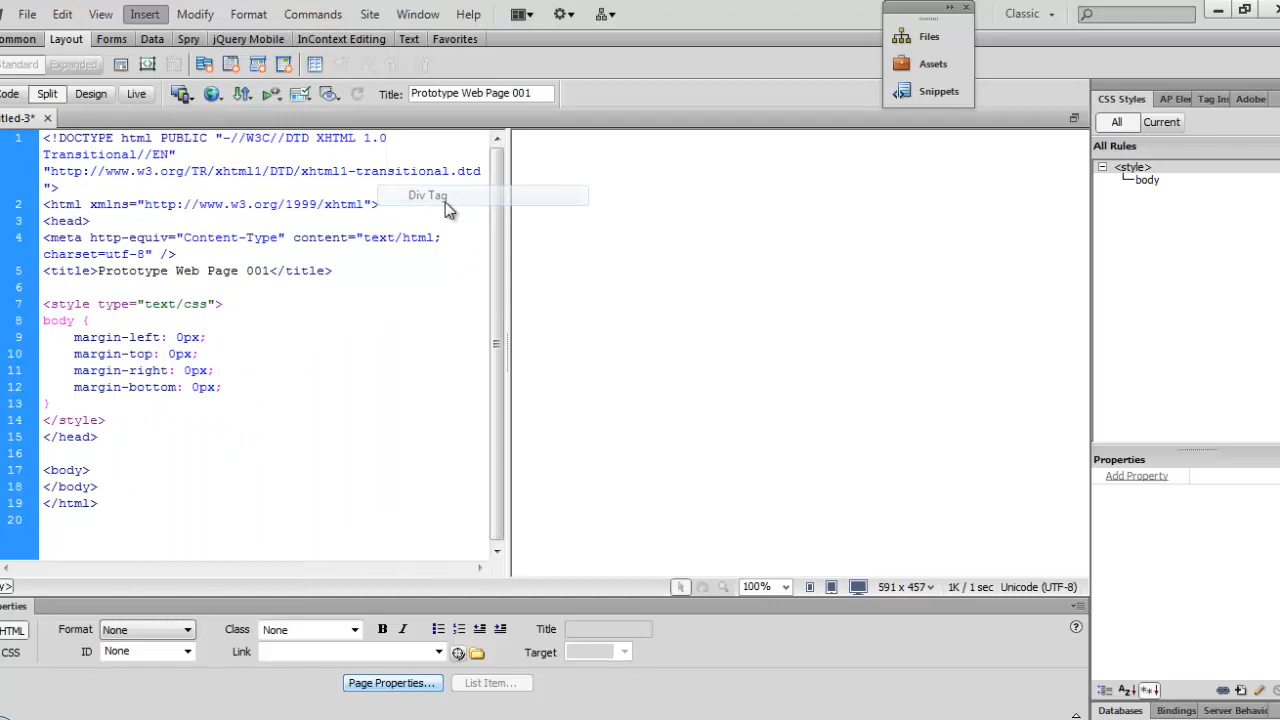 File Edit View Insert Modify Format Commands Site Window Help Classic
ommon Layout Forms Data Spry jQuery Mobile InContext Editing Text Favorites
Standard Expanded
ode Split Design Live Title: Prototype Web Page 001
Files
Assets
Snippets
CSS Styles AP Elem Tag Ins Adobe
All Current
All Rules
<style>
body
titled-3*
1 <!DOCTYPE html PUBLIC "-//W3C//DTD XHTML 1.0
Transitional//EN"
"http://www.w3.org/TR/xhtml1/DTD/xhtml1-transitional.dtd
">
Div Tag
2 <html xmlns="http://www.w3.org/1999/xhtml">
3 <head>
4 <meta http-equiv="Content-Type" content="text/html;
charset=utf-8" />
5 <title>Prototype Web Page 001</title>
6
7 <style type="text/css">
8 body {
9 margin-left: 0px;
10 margin-top: 0px;
11 margin-right: 0px;
12 margin-bottom: 0px;
13 }
14 </style>
15 </head>
16
17 <body>
18 </body>
19 </html>
20
Properties
Add Property
y> 100% 591 x 457 1K / 1 sec Unicode (UTF-8)
perties
HTML Format None Class None B I Title
CSS ID None Link Target
Page Properties... List Item...
Databases Bindings Server Behavio